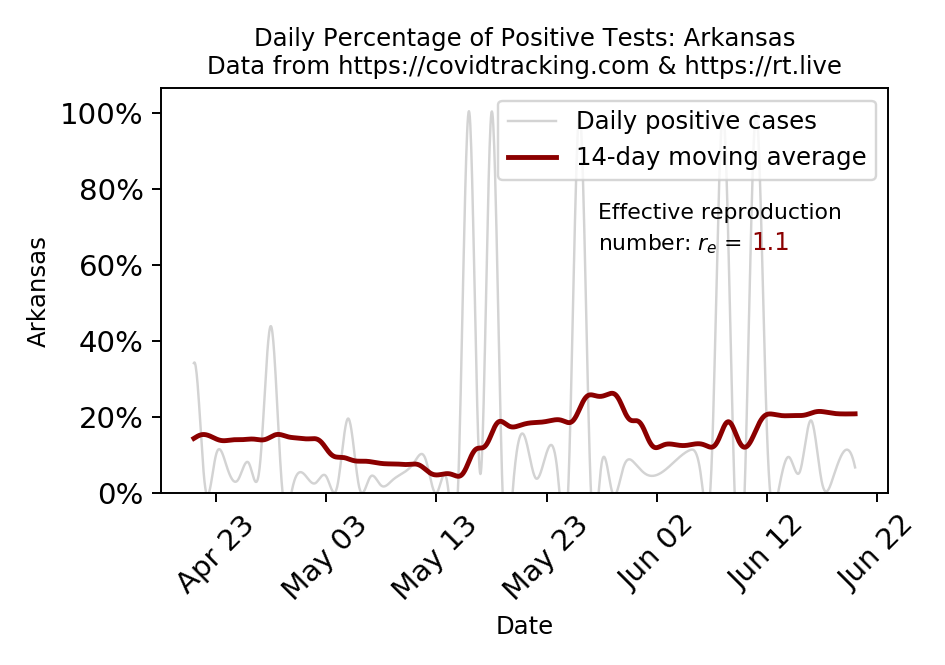 Daily Percentage of Positive Tests: Arkansas
Data from https://covidtracking.com & https://rt.live
100%
80%
60%
40%
20%
0%
Arkansas
Daily positive cases
14-day moving average
Effective reproduction
number: rₑ = 1.1
Apr 23
May 03
May 13
May 23
Jun 02
Jun 12
Jun 22
Date